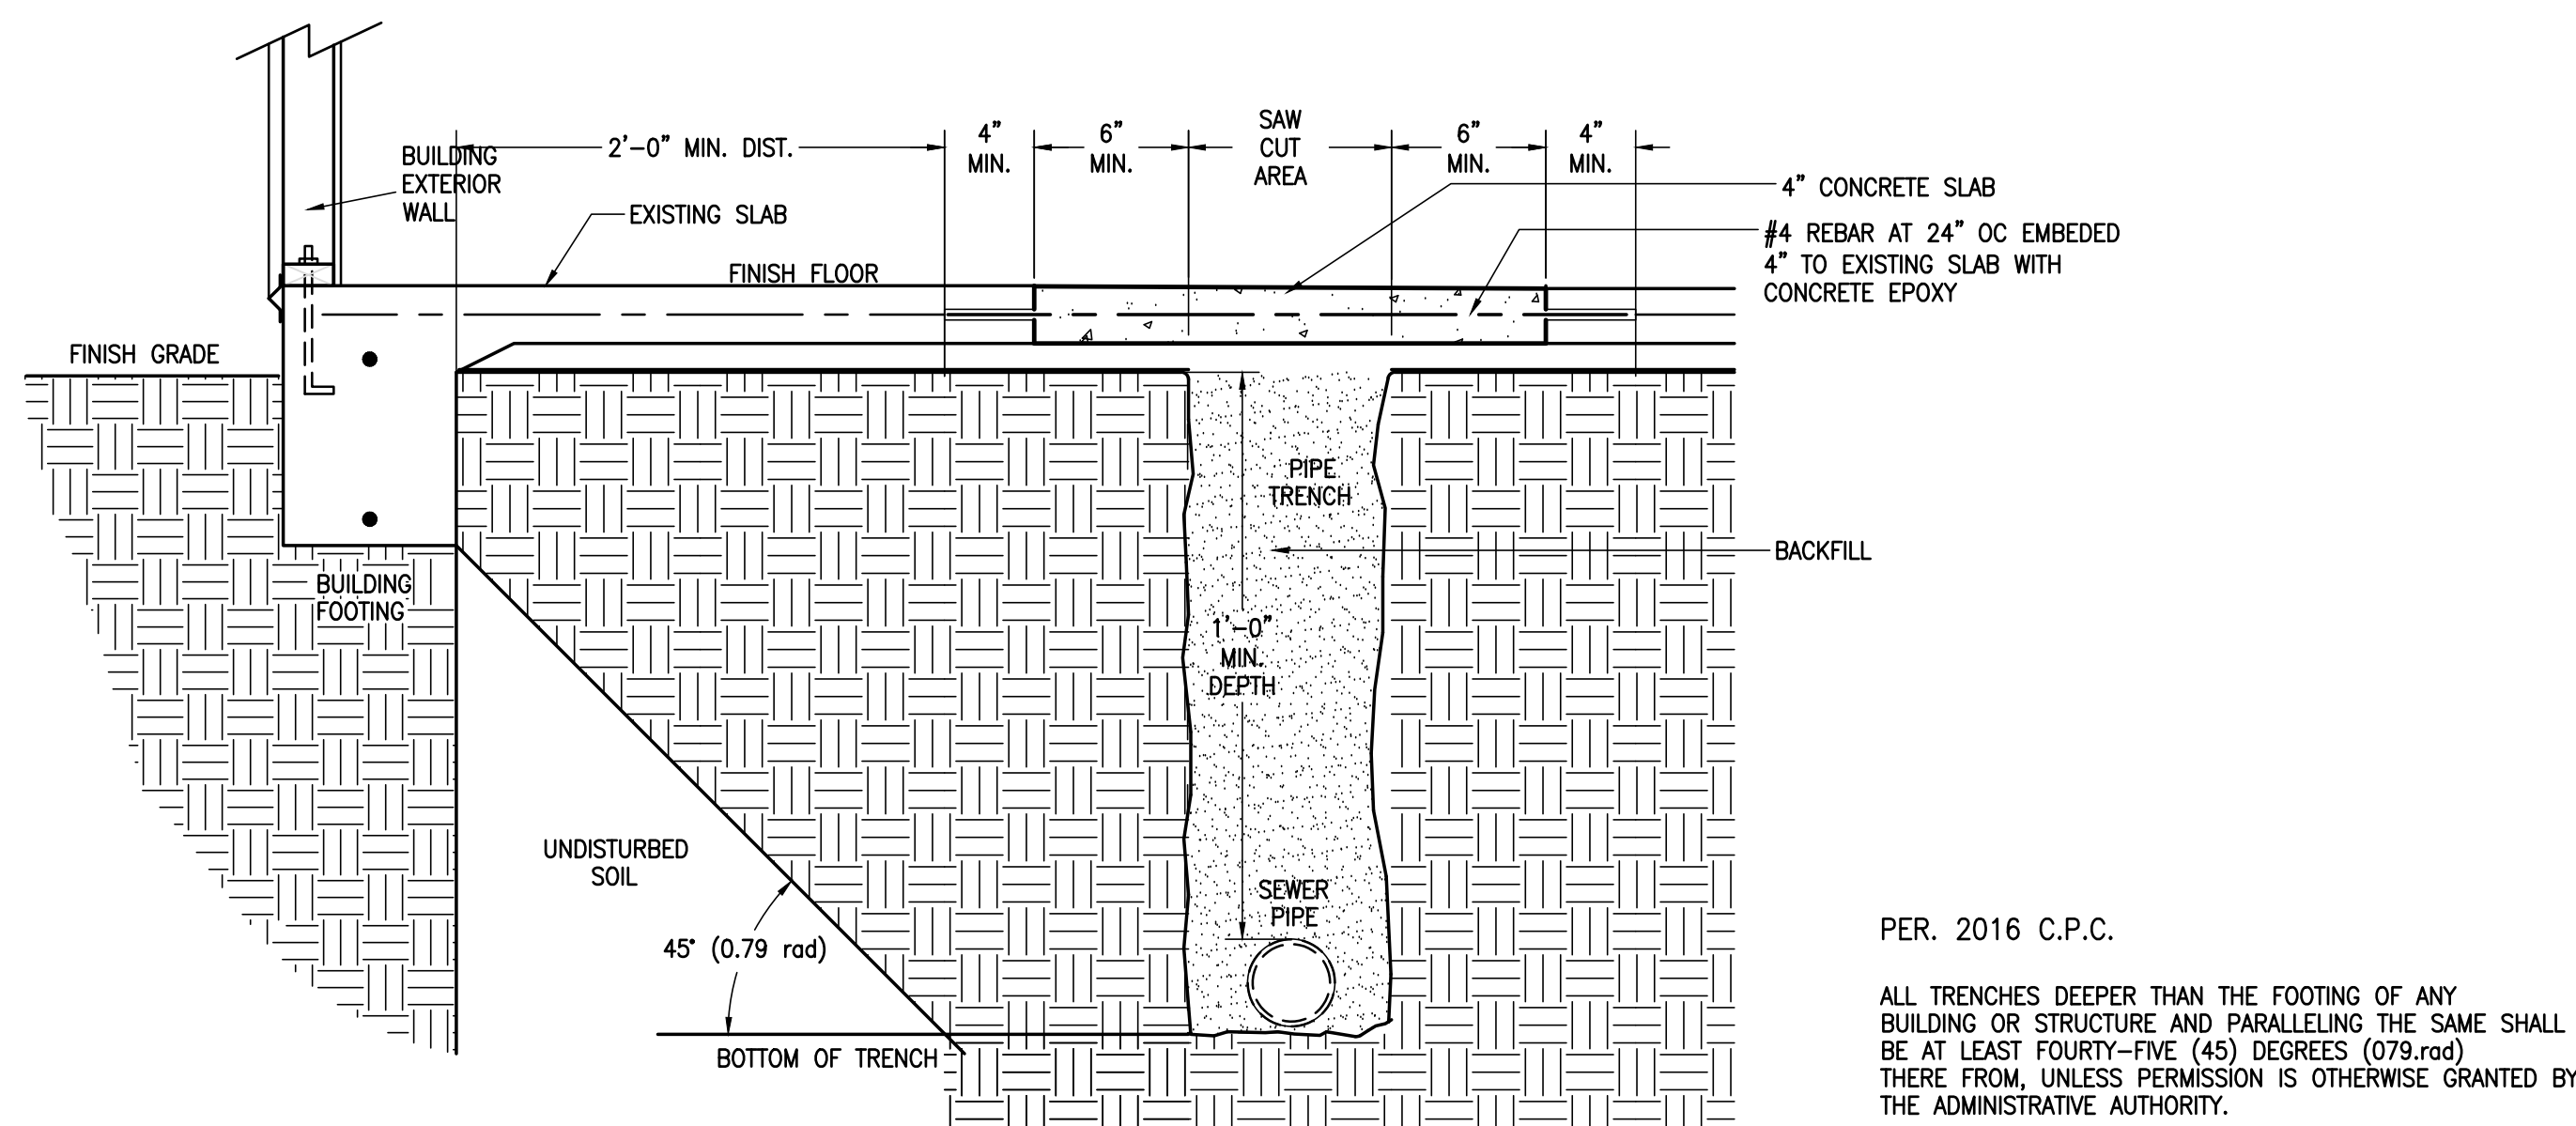 SAW
CUT
AREA
4”
MIN.
6”
MIN.
6”
MIN.
4”
MIN.
2'-0” MIN. DIST.
BUILDING
EXTERIOR
WALL
EXISTING SLAB
4” CONCRETE SLAB
#4 REBAR AT 24” OC EMBEDED
4” TO EXISTING SLAB WITH
CONCRETE EPOXY
FINISH FLOOR
FINISH GRADE
PIPE
TRENCH
BACKFILL
BUILDING
FOOTING
1'-0”
MIN.
DEPTH
UNDISTURBED
SOIL
SEWER
PIPE
45° (0.79 rad)
BOTTOM OF TRENCH
PER. 2016 C.P.C.
ALL TRENCHES DEEPER THAN THE FOOTING OF ANY
BUILDING OR STRUCTURE AND PARALLELING THE SAME SHALL
BE AT LEAST FOURTY-FIVE (45) DEGREES (079.rad)
THERE FROM, UNLESS PERMISSION IS OTHERWISE GRANTED BY
THE ADMINISTRATIVE AUTHORITY.